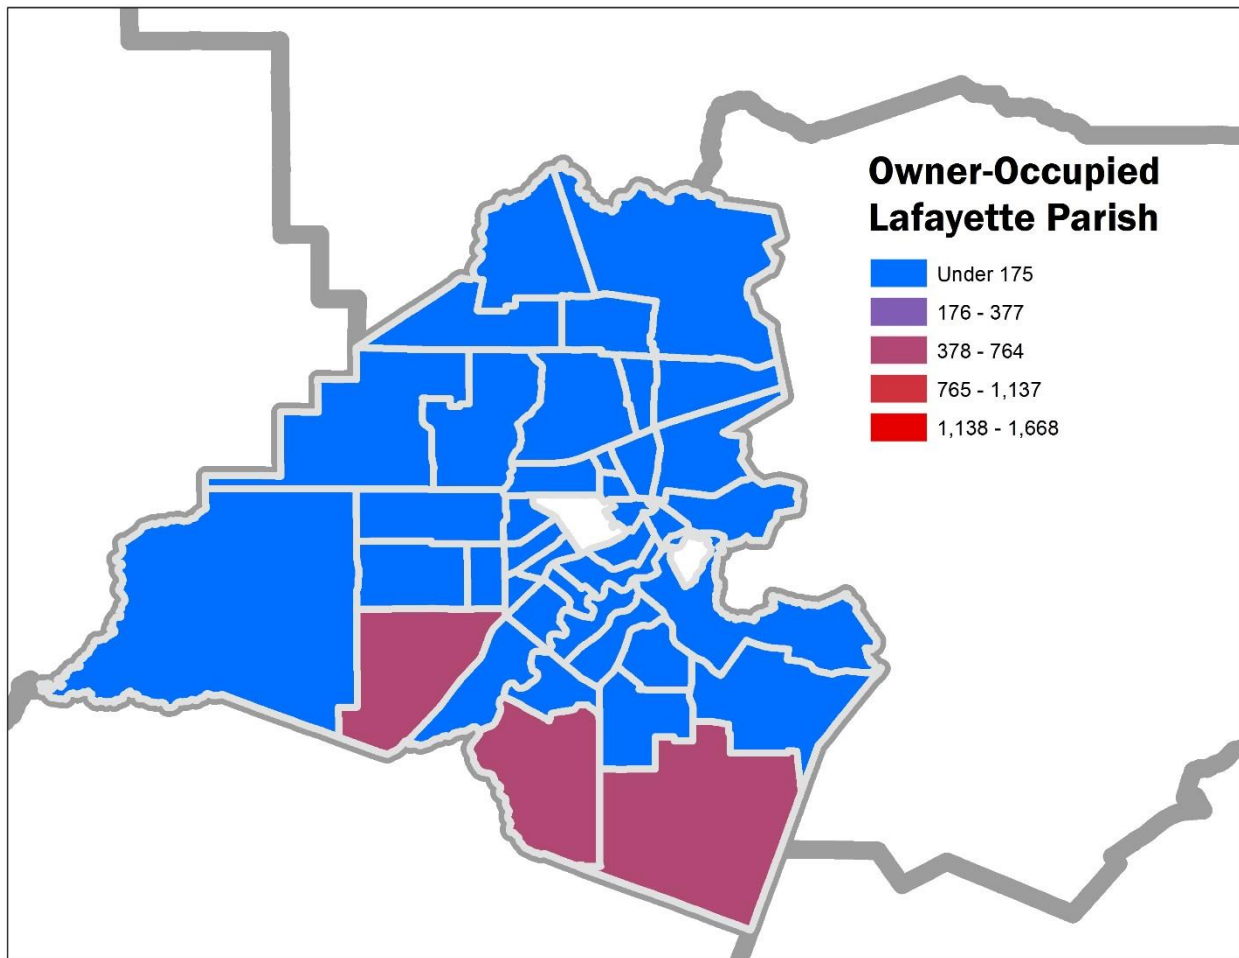 Owner-Occupied
Lafayette Parish
Under 175
176 - 377
378 - 764
765 - 1,137
1,138 - 1,668